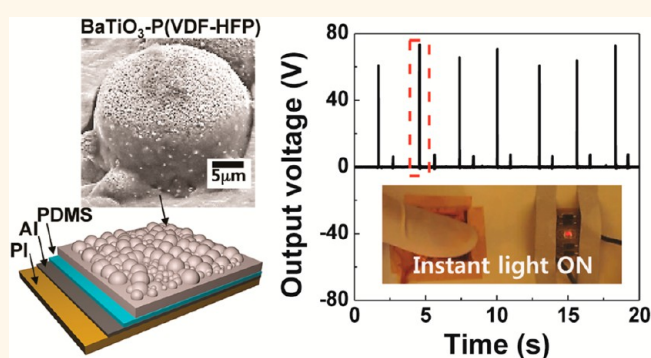 BaTiO₃-P(VDF-HFP)
5μm
PDMS
Al
PI
Output voltage (V)
80
40
0
-40
-80
Instant light ON
0 5 10 15 20
Time (s)